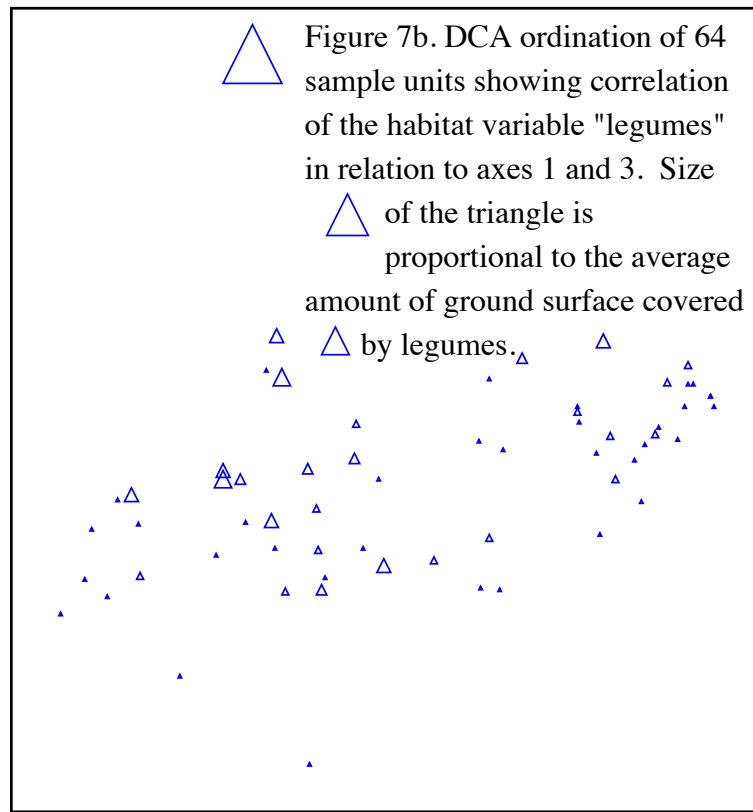 Figure 7b. DCA ordination of 64
sample units showing correlation
of the habitat variable "legumes"
in relation to axes 1 and 3.  Size
of the triangle is
proportional to the average
amount of ground surface covered
by legumes.